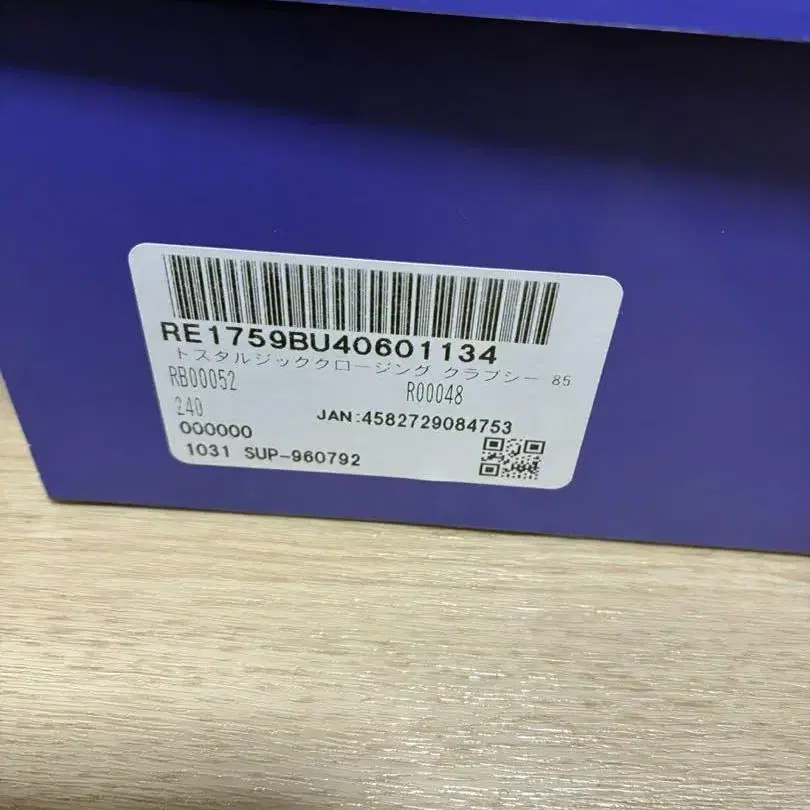 RE1759BU40601134
トスタルジッククロージング クラブシー 85
RB00052 R00048
240
JAN:4582729084753
000000
1031 SUP-960792